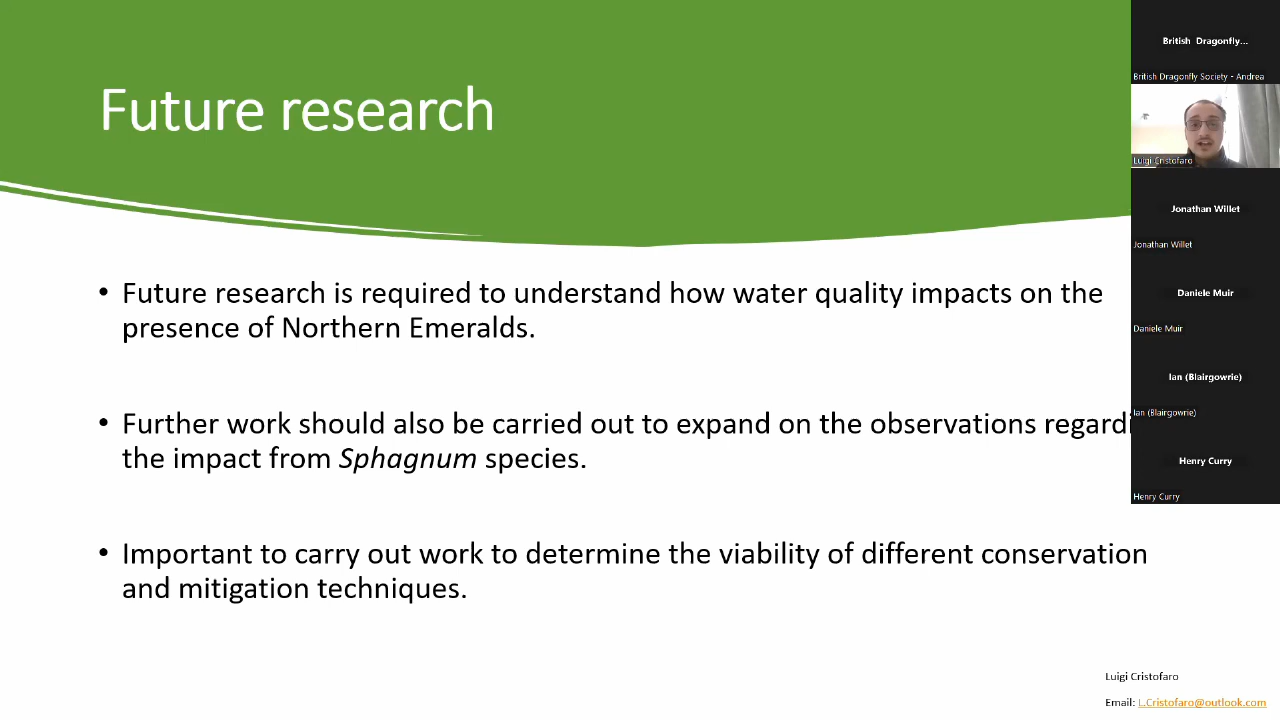 Future research
• Future research is required to understand how water quality impacts on the
presence of Northern Emeralds.
• Further work should also be carried out to expand on the observations regardi
the impact from Sphagnum species.
• Important to carry out work to determine the viability of different conservation
and mitigation techniques.
Luigi Cristofaro
Email: L.Cristofaro@outlook.com
British Dragonfly...
British Dragonfly Society - Andrea
Luigi Cristofaro
Jonathan Willet
Jonathan Willet
Daniele Muir
Daniele Muir
Ian (Blairgowrie)
Ian (Blairgowrie)
Henry Curry
Henry Curry